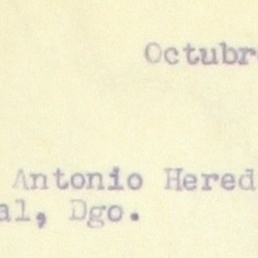 Octubr
Antonio Hered
al, Dgo.